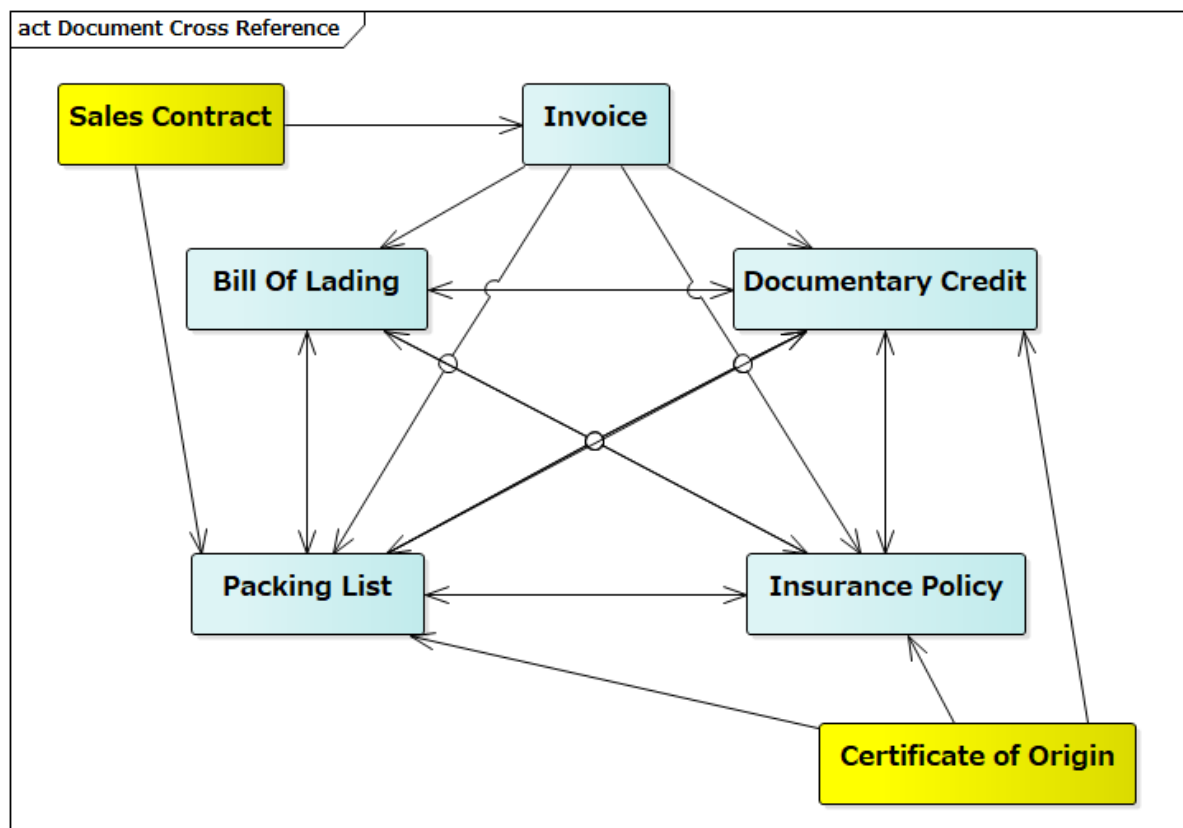 act Document Cross Reference
Sales Contract
Invoice
Bill Of Lading
Documentary Credit
Packing List
Insurance Policy
Certificate of Origin